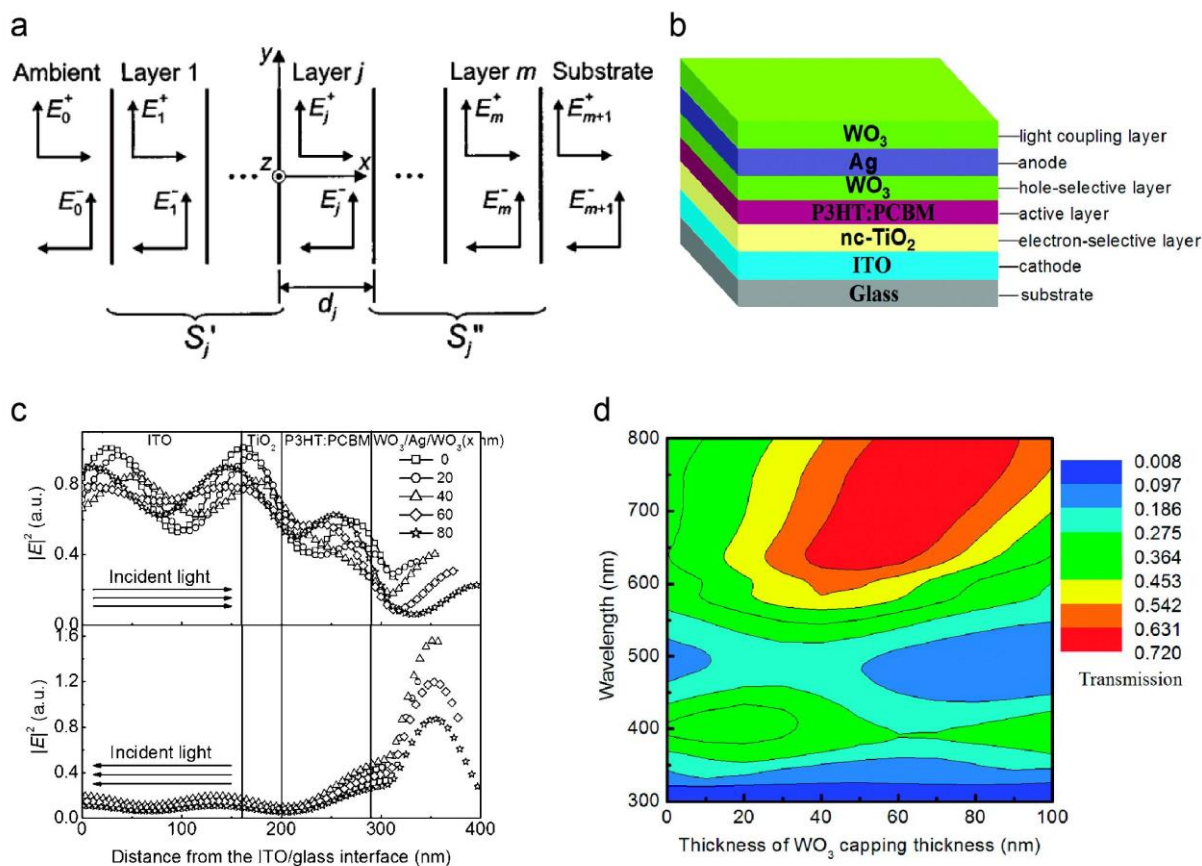 a
Ambient Layer 1 Layer j Layer m Substrate
y
E₀⁺ E₁⁺ Eⱼ⁺ Eₘ⁺ Eₘ₊₁⁺
... z x ...
E₀⁻ E₁⁻ Eⱼ⁻ Eₘ⁻ Eₘ₊₁⁻
dⱼ
Sⱼ' Sⱼ"
b
WO₃ light coupling layer
Ag anode
WO₃ hole-selective layer
P3HT:PCBM active layer
nc-TiO₂ electron-selective layer
ITO cathode
Glass substrate
c
ITO TiO₂ P3HT:PCBM WO₃/Ag/WO₃(x nm)
0
20
40
60
80
|E|² (a.u.)
0.8
0.4
0.0
Incident light
|E|² (a.u.)
1.6
1.2
0.8
0.4
0.0
Incident light
0 100 200 300 400
Distance from the ITO/glass interface (nm)
d
Wavelength (nm)
800
700
600
500
400
300
0 20 40 60 80 100
Thickness of WO₃ capping thickness (nm)
0.008
0.097
0.186
0.275
0.364
0.453
0.542
0.631
0.720
Transmission